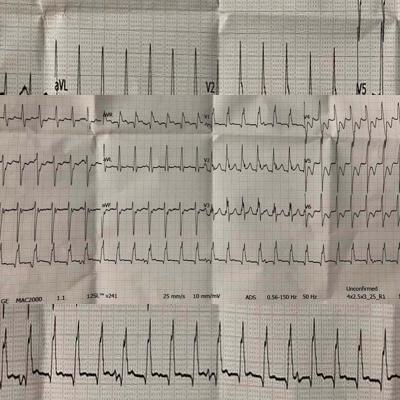 aVL V2 V5
aVR V1 V4
aVL V2 V5
aVF V3 V6
GE MAC2000 1.1 12SL™ v241 25 mm/s 10 mm/mV ADS 0.56-150 Hz 50 Hz Unconfirmed
4x2.5x3_25_R1